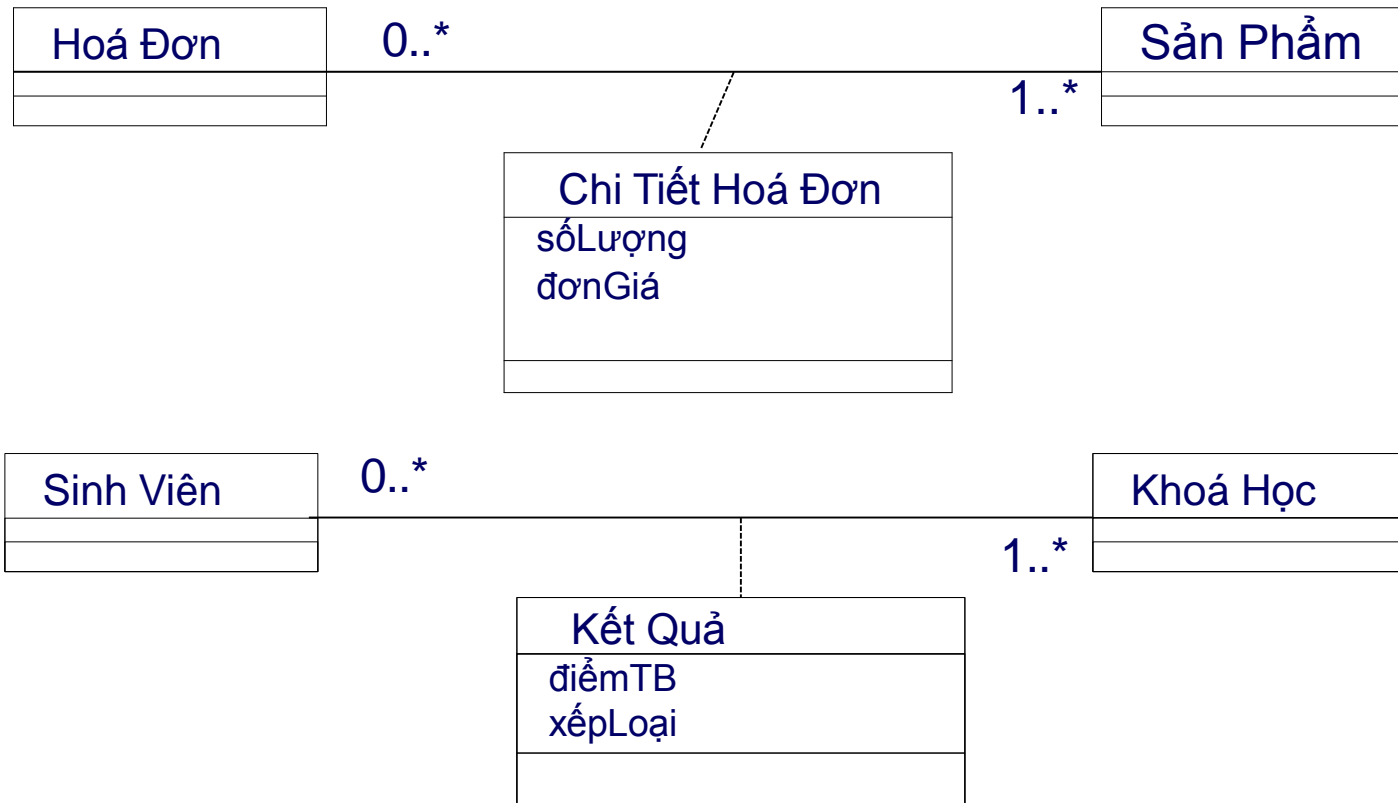 Hoá Đơn
0..*
Sản Phẩm
1..*
Chi Tiết Hoá Đơn
sốLượng
đơnGiá
Sinh Viên
0..*
Khoá Học
1..*
Kết Quả
điểmTB
xếpLoại